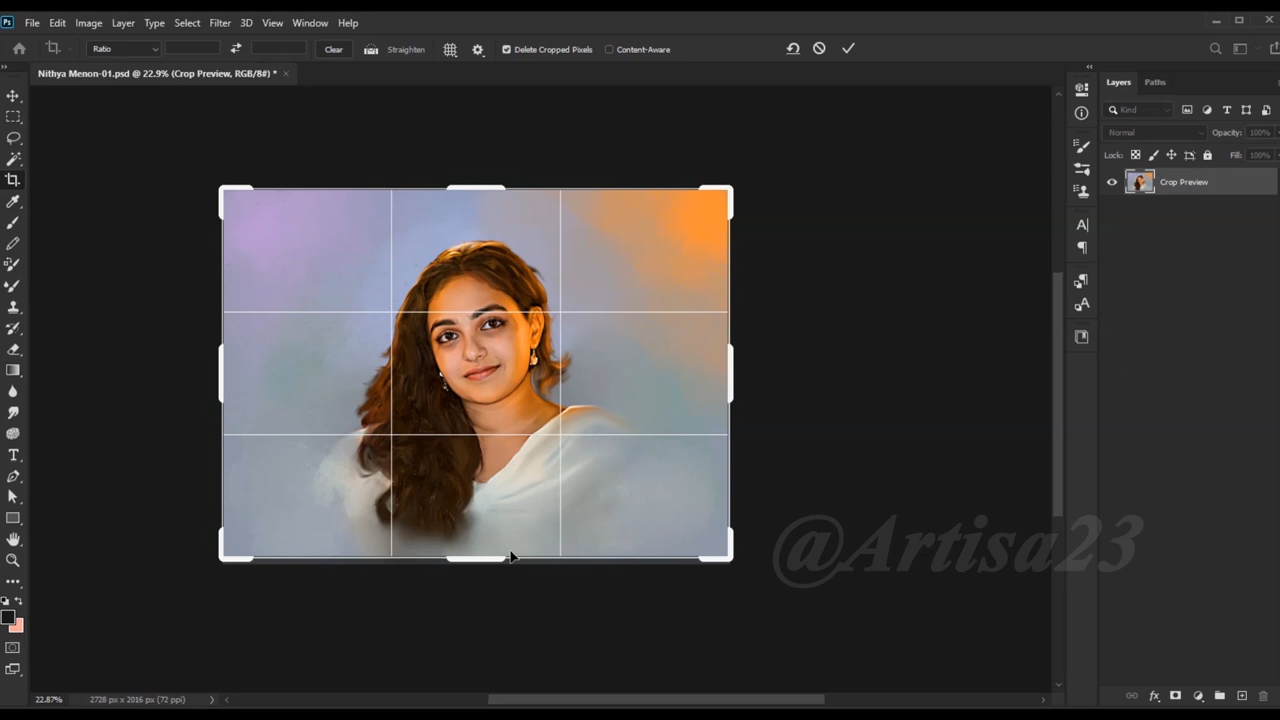 Ps File Edit Image Layer Type Select Filter 3D View Window Help
Ratio Clear Straighten Delete Cropped Pixels Content-Aware
Nithya Menon-01.psd @ 22.9% (Crop Preview, RGB/8#) *
Layers Paths
Kind
Normal Opacity: 100%
Lock: Fill: 100%
Crop Preview
@Artisa23
22.87% 2728 px x 2016 px (72 ppi)